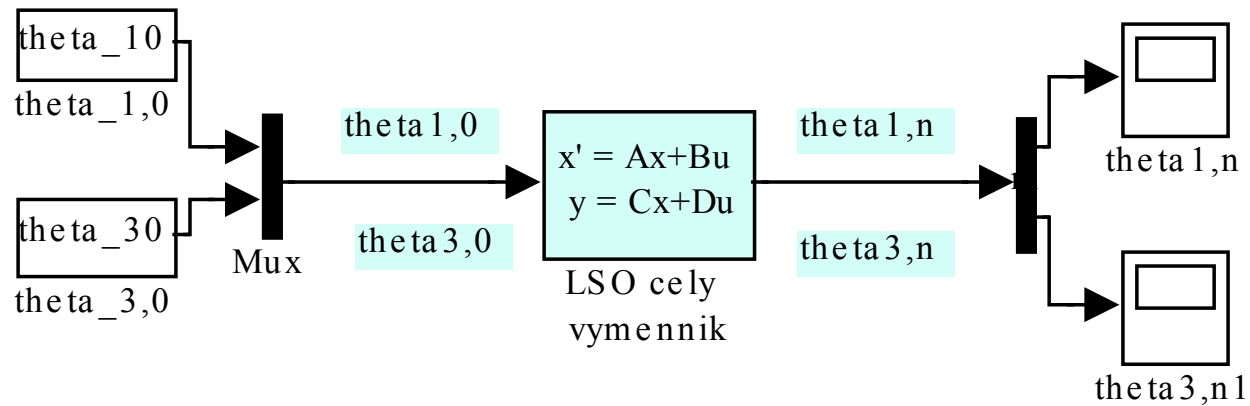 theta_10
theta_1,0
theta_30
theta_3,0
Mux
theta1,0
theta3,0
x' = Ax+Bu
y = Cx+Du
LSO cely
vymennik
theta1,n
theta3,n
theta1,n
theta3,n1